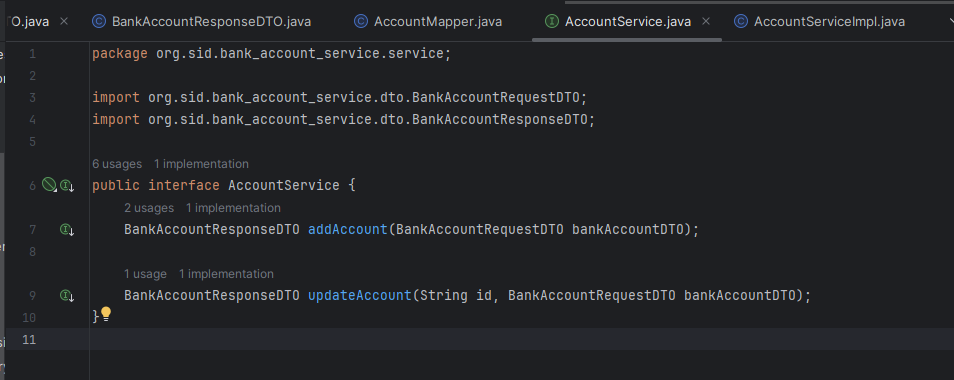 O.java × BankAccountResponseDTO.java AccountMapper.java AccountService.java × AccountServiceImpl.java
1 package org.sid.bank_account_service.service;
2
3 import org.sid.bank_account_service.dto.BankAccountRequestDTO;
4 import org.sid.bank_account_service.dto.BankAccountResponseDTO;
5
6 usages 1 implementation
6 public interface AccountService {
2 usages 1 implementation
7 BankAccountResponseDTO addAccount(BankAccountRequestDTO bankAccountDTO);
8
1 usage 1 implementation
9 BankAccountResponseDTO updateAccount(String id, BankAccountRequestDTO bankAccountDTO);
10 }
11